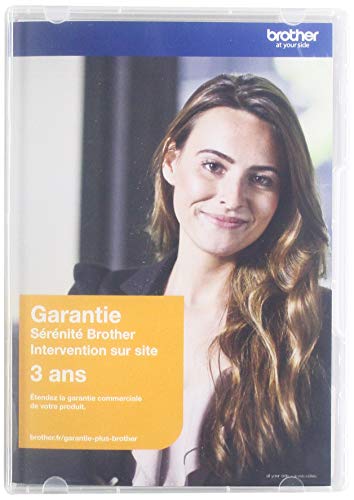 brother
at your side
Garantie
Sérénité Brother
Intervention sur site
3 ans
Étendez la garantie commerciale
de votre produit.
brother.fr/garantie-plus-brother